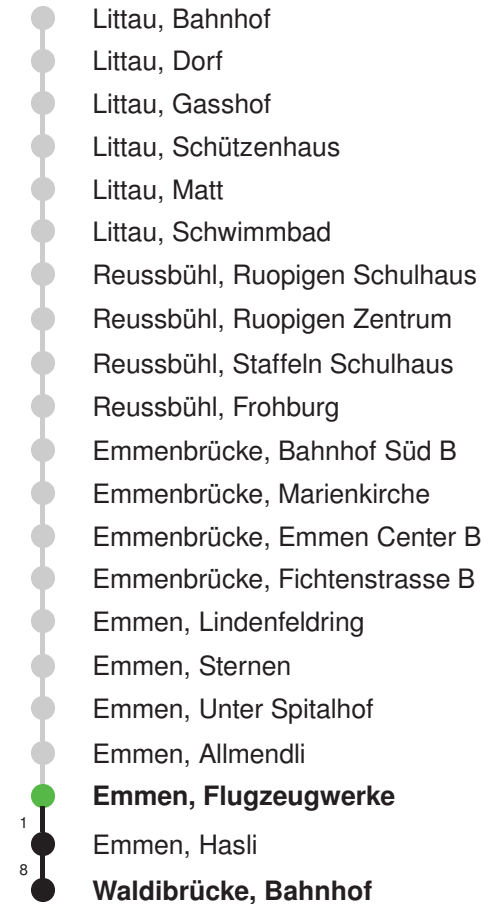 Littau, Bahnhof
Littau, Dorf
Littau, Gasshof
Littau, Schützenhaus
Littau, Matt
Littau, Schwimmbad
Reussbühl, Ruopigen Schulhaus
Reussbühl, Ruopigen Zentrum
Reussbühl, Staffeln Schulhaus
Reussbühl, Frohburg
Emmenbrücke, Bahnhof Süd B
Emmenbrücke, Marienkirche
Emmenbrücke, Emmen Center B
Emmenbrücke, Fichtenstrasse B
Emmen, Lindenfeldring
Emmen, Sternen
Emmen, Unter Spitalhof
Emmen, Allmendli
Emmen, Flugzeugwerke
1
Emmen, Hasli
8
Waldibrücke, Bahnhof